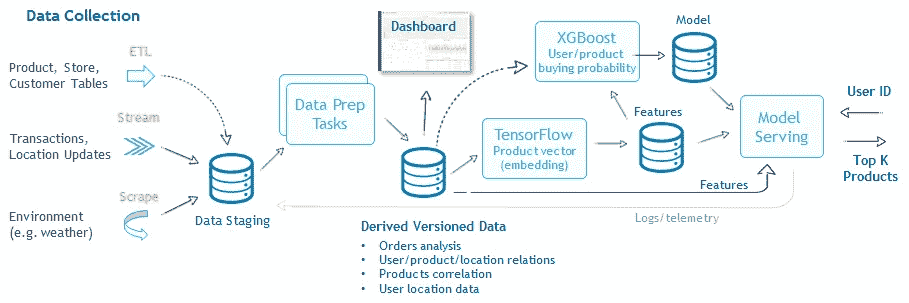 Data Collection
ETL
Product, Store,
Customer Tables
Stream
Transactions,
Location Updates
Scrape
Environment
(e.g. weather)
Data Staging
Data Prep
Tasks
Dashboard
Derived Versioned Data
• Orders analysis
• User/product/location relations
• Products correlation
• User location data
TensorFlow
Product vector
(embedding)
XGBoost
User/product
buying probability
Model
Features
Features
Model
Serving
User ID
Top K
Products
Logs/telemetry